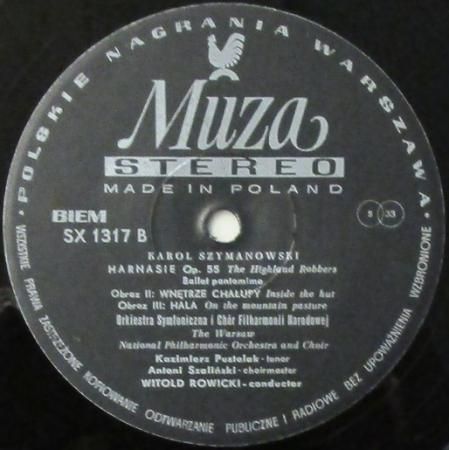 POLSKIE NAGRANIA WARSZAWA
Muza
STEREO
MADE IN POLAND
BIEM
SX 1317 B
S 33
KAROL SZYMANOWSKI
HARNASIE Op. 55 The Highland Robbers
Ballet pantomime
Obraz II: WNĘTRZE CHAŁUPY Inside the hut
Obraz III: HALA On the mountain pasture
Orkiestra Symfoniczna i Chór Filharmonii Narodowej
The Warsaw
National Philharmonic Orchestra and Choir
Kazimierz Pustelak - tenor
Antoni Szaliński - choirmaster
WITOLD ROWICKI - conductor
WSZYSTKIE PRAWA ZASTRZEŻONE KOPIOWANIE ODTWARZANIE PUBLICZNE I RADIOWE BEZ UPOWAŻNIENIA WZBRONIONE